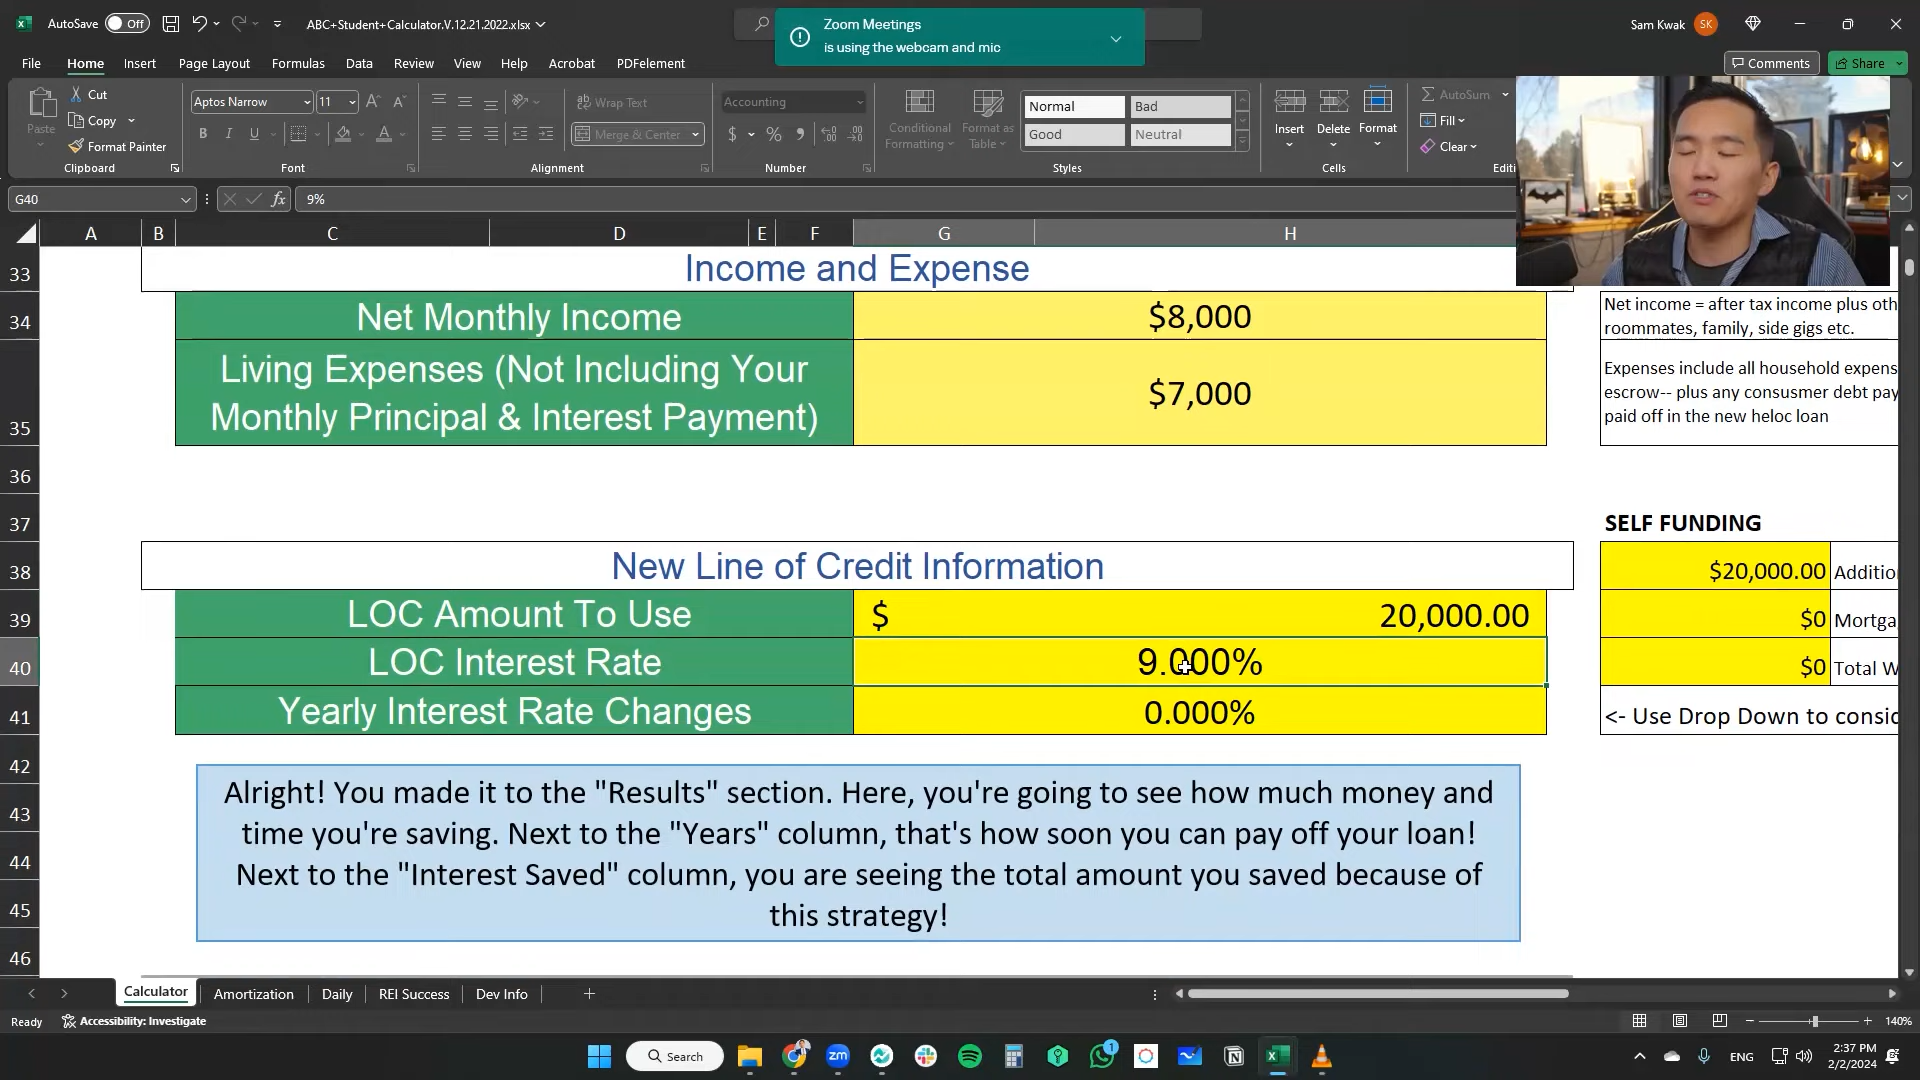 AutoSave Off
ABC+Student+Calculator.V.12.21.2022.xlsx
Zoom Meetings
is using the webcam and mic
Sam Kwak SK
File Home Insert Page Layout Formulas Data Review View Help Acrobat PDFelement
Comments Share
Paste
Cut
Copy
Format Painter
Clipboard
Aptos Narrow 11
B I U
Font
Wrap Text
Merge & Center
Alignment
Accounting
$ %
Number
Conditional
Formatting
Format as
Table
Normal Bad
Good Neutral
Styles
Insert Delete Format
Cells
AutoSum
Fill
Clear
Editi
G40 fx 9%
A B C D E F G H
33 Income and Expense
34 Net Monthly Income $8,000
Net income = after tax income plus oth
roommates, family, side gigs etc.
35 Living Expenses (Not Including Your
Monthly Principal & Interest Payment)
$7,000
Expenses include all household expens
escrow-- plus any consusmer debt pay
paid off in the new heloc loan
36
37 SELF FUNDING
38 New Line of Credit Information $20,000.00 Additio
39 LOC Amount To Use $ 20,000.00 $0 Mortga
40 LOC Interest Rate 9.000% $0 Total W
41 Yearly Interest Rate Changes 0.000% <- Use Drop Down to consid
42
43
44
45
46
Alright! You made it to the "Results" section. Here, you're going to see how much money and
time you're saving. Next to the "Years" column, that's how soon you can pay off your loan!
Next to the "Interest Saved" column, you are seeing the total amount you saved because of
this strategy!
Calculator Amortization Daily REI Success Dev Info
Ready Accessibility: Investigate 140%
Search
zm
1
ENG
2:37 PM
2/2/2024